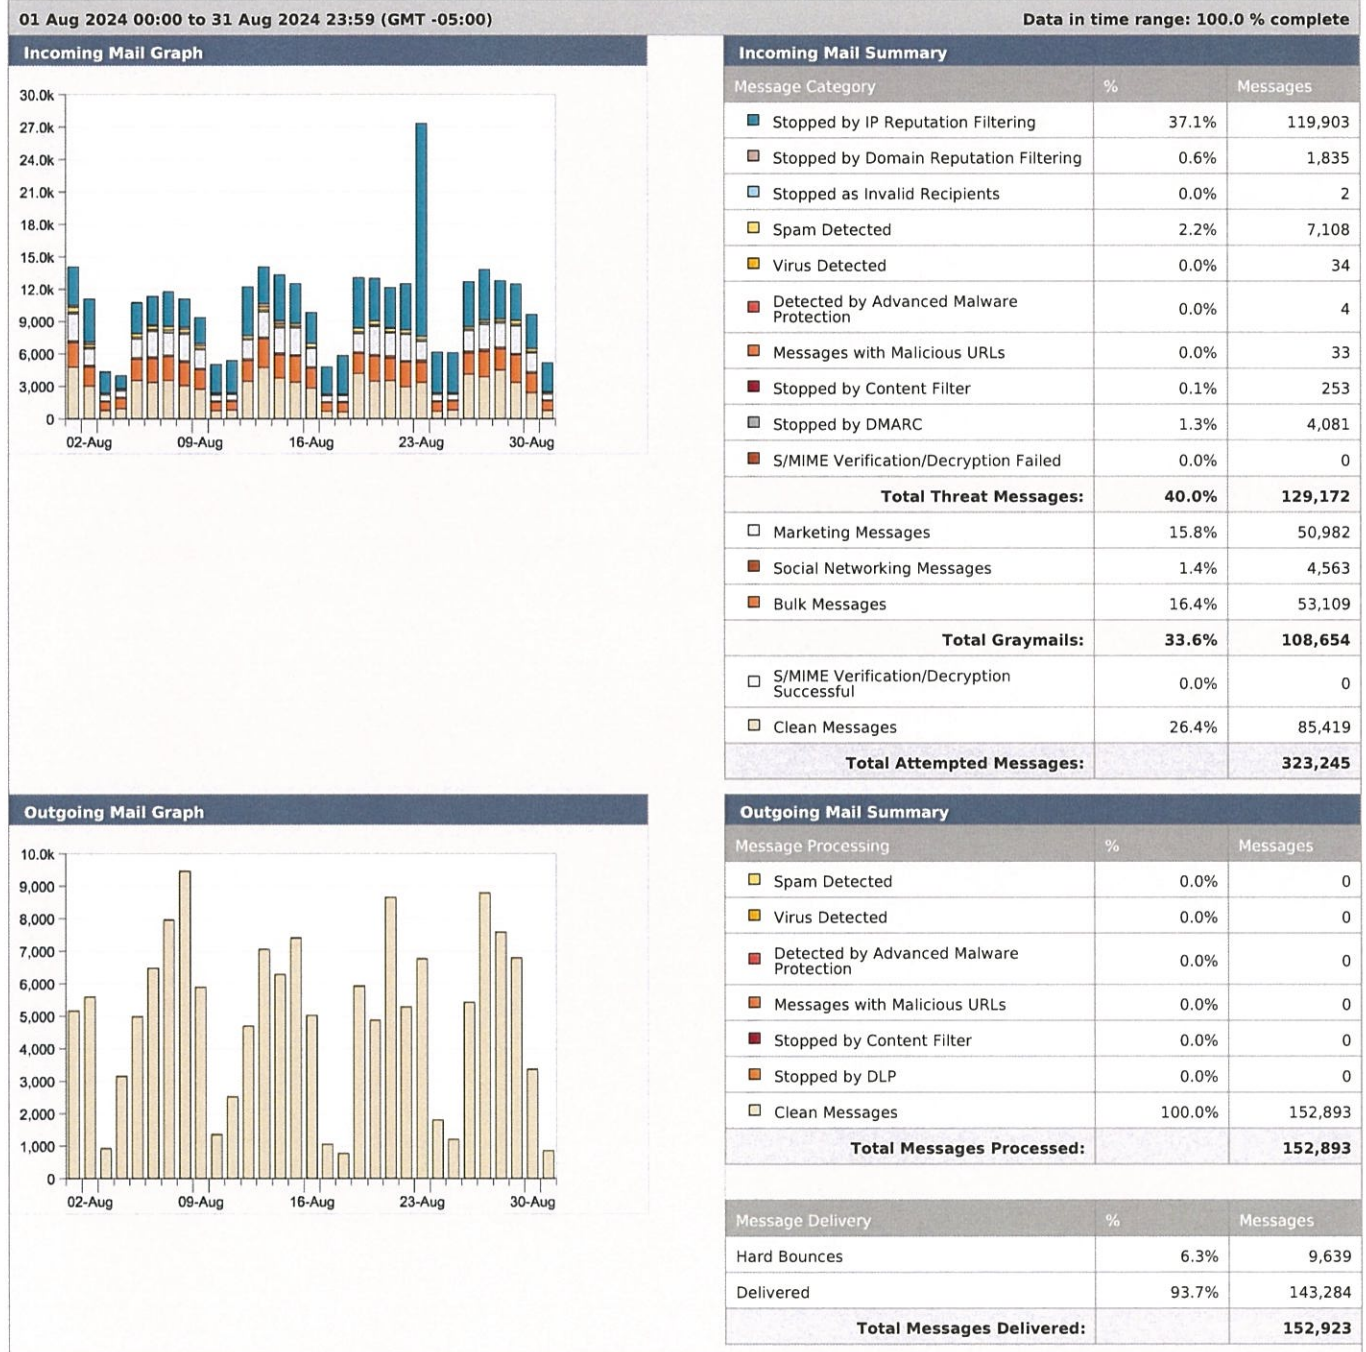 01 Aug 2024 00:00 to 31 Aug 2024 23:59 (GMT -05:00) Data in time range: 100.0 % complete
Incoming Mail Graph
30.0k
27.0k
24.0k
21.0k
18.0k
15.0k
12.0k
9,000
6,000
3,000
0
02-Aug 09-Aug 16-Aug 23-Aug 30-Aug
Incoming Mail Summary
Message Category % Messages
Stopped by IP Reputation Filtering 37.1% 119,903
Stopped by Domain Reputation Filtering 0.6% 1,835
Stopped as Invalid Recipients 0.0% 2
Spam Detected 2.2% 7,108
Virus Detected 0.0% 34
Detected by Advanced Malware
Protection 0.0% 4
Messages with Malicious URLs 0.0% 33
Stopped by Content Filter 0.1% 253
Stopped by DMARC 1.3% 4,081
S/MIME Verification/Decryption Failed 0.0% 0
Total Threat Messages: 40.0% 129,172
Marketing Messages 15.8% 50,982
Social Networking Messages 1.4% 4,563
Bulk Messages 16.4% 53,109
Total Graymails: 33.6% 108,654
S/MIME Verification/Decryption
Successful 0.0% 0
Clean Messages 26.4% 85,419
Total Attempted Messages: 323,245
Outgoing Mail Graph
10.0k
9,000
8,000
7,000
6,000
5,000
4,000
3,000
2,000
1,000
0
02-Aug 09-Aug 16-Aug 23-Aug 30-Aug
Outgoing Mail Summary
Message Processing % Messages
Spam Detected 0.0% 0
Virus Detected 0.0% 0
Detected by Advanced Malware
Protection 0.0% 0
Messages with Malicious URLs 0.0% 0
Stopped by Content Filter 0.0% 0
Stopped by DLP 0.0% 0
Clean Messages 100.0% 152,893
Total Messages Processed: 152,893
Message Delivery % Messages
Hard Bounces 6.3% 9,639
Delivered 93.7% 143,284
Total Messages Delivered: 152,923